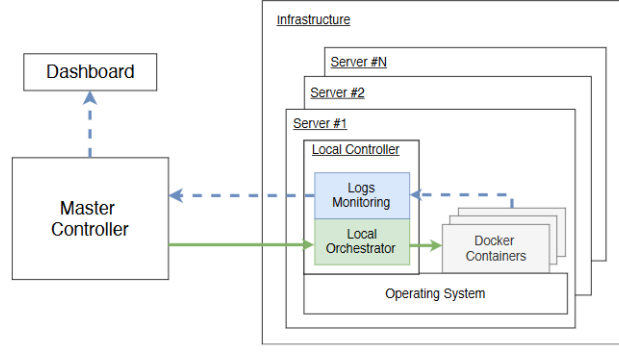 Infrastructure
Server #N
Dashboard
Server #2
Server #1
Local Controller
Logs
Monitoring
Master
Controller
Local
Orchestrator
Docker
Containers
Operating System